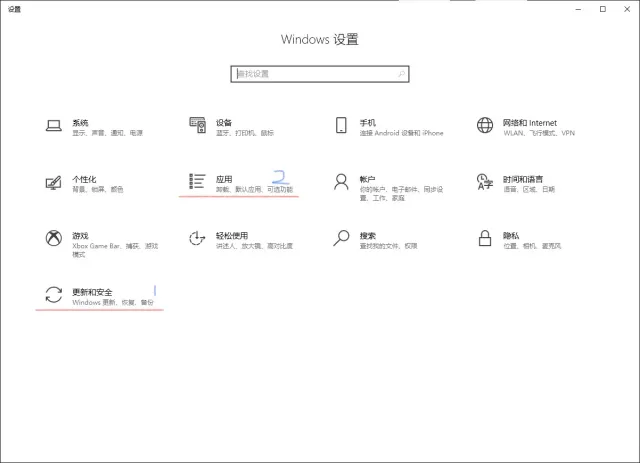 设置
Windows 设置
查找设置
系统
显示、声音、通知、电源
设备
蓝牙、打印机、鼠标
手机
连接 Android 设备和 iPhone
网络和 Internet
WLAN、飞行模式、VPN
个性化
背景、锁屏、颜色
应用
2
卸载、默认应用、可选功能
帐户
你的帐户、电子邮件、同步设
置、工作、家庭
时间和语言
语音、区域、日期
游戏
Xbox Game Bar、捕获、游戏
模式
轻松使用
讲述人、放大镜、高对比度
搜索
查找我的文件、权限
隐私
位置、相机、麦克风
更新和安全
1
Windows 更新、恢复、备份